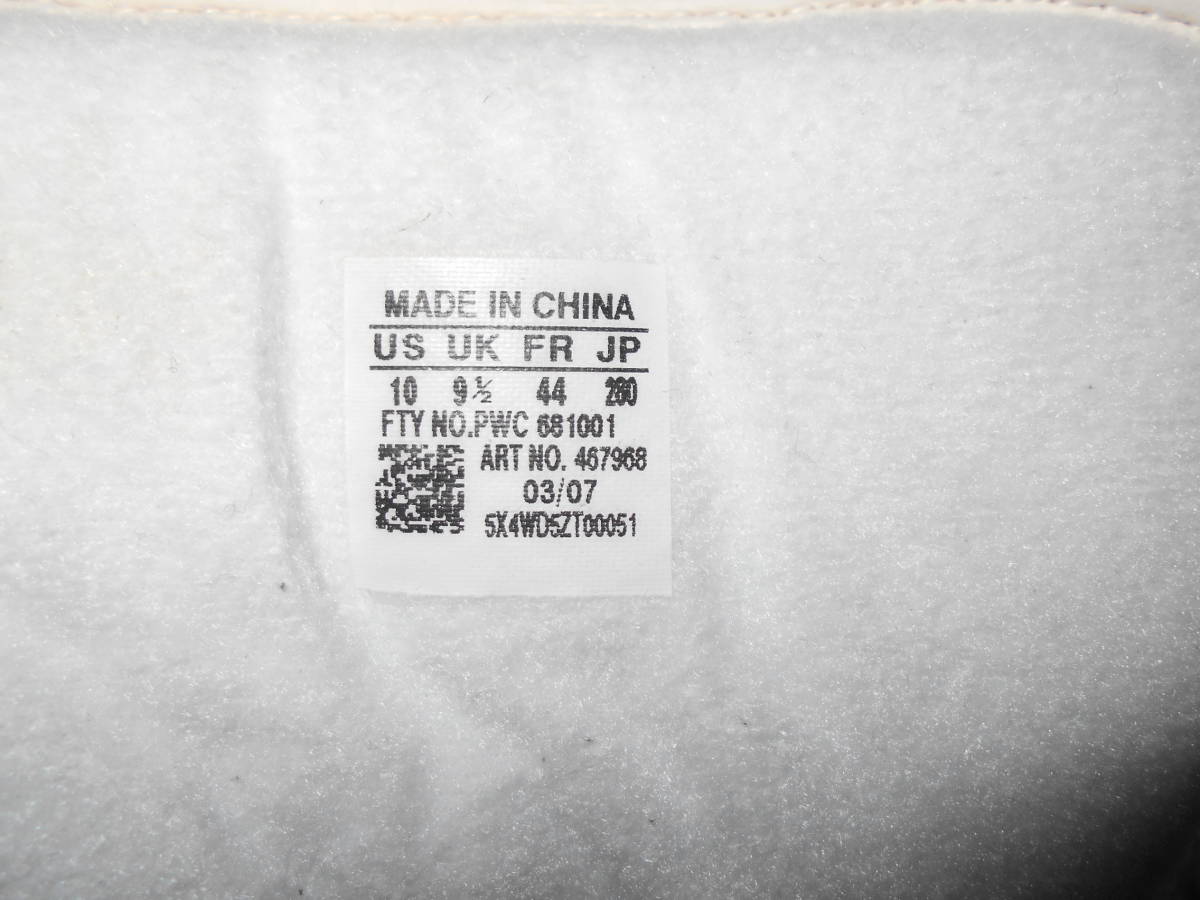 MADE IN CHINA
US UK FR JP
10 9½ 44 280
FTY NO.PWC 681001
ART NO. 467968
03/07
5X4WD5ZT00051